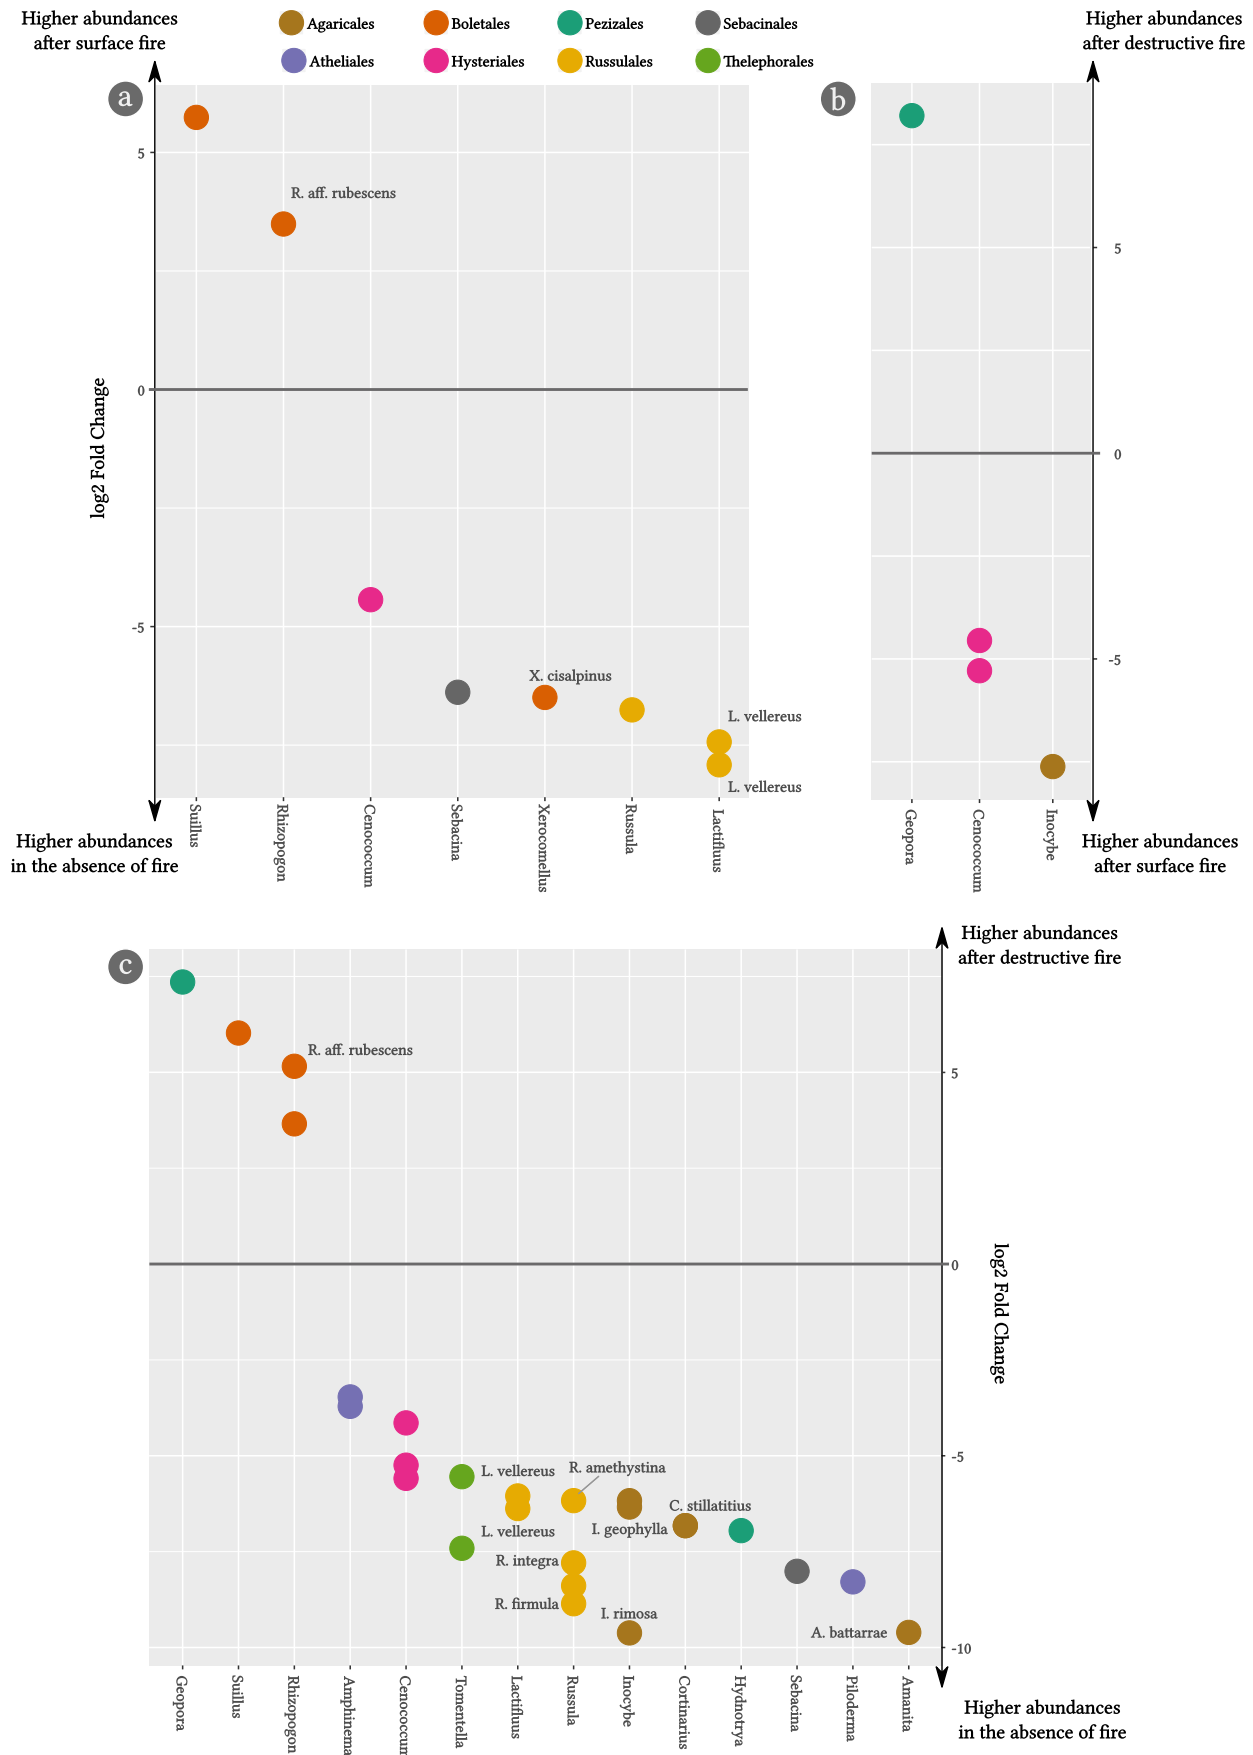 Higher abundances
after surface fire
Agaricales
Boletales
Pezizales
Sebacinales
Atheliales
Hysteriales
Russulales
Thelephorales
Higher abundances
after destructive fire
a
5
0
-5
log2 Fold Change
R. aff. rubescens
X. cisalpinus
L. vellereus
L. vellereus
Suillus
Rhizopogon
Cenococcum
Sebacina
Xerocomellus
Russula
Lactifluus
Higher abundances
in the absence of fire
b
5
0
-5
Geopora
Cenococcum
Inocybe
Higher abundances
after surface fire
c
Higher abundances
after destructive fire
R. aff. rubescens
5
0
-5
-10
log2 Fold Change
L. vellereus
R. amethystina
C. stillatitius
L. vellereus
I. geophylla
R. integra
R. firmula
I. rimosa
A. battarrae
Geopora
Suillus
Rhizopogon
Amphinema
Cenococcum
Tomentella
Lactifluus
Russula
Inocybe
Cortinarius
Hydnotrya
Sebacina
Piloderma
Amanita
Higher abundances
in the absence of fire